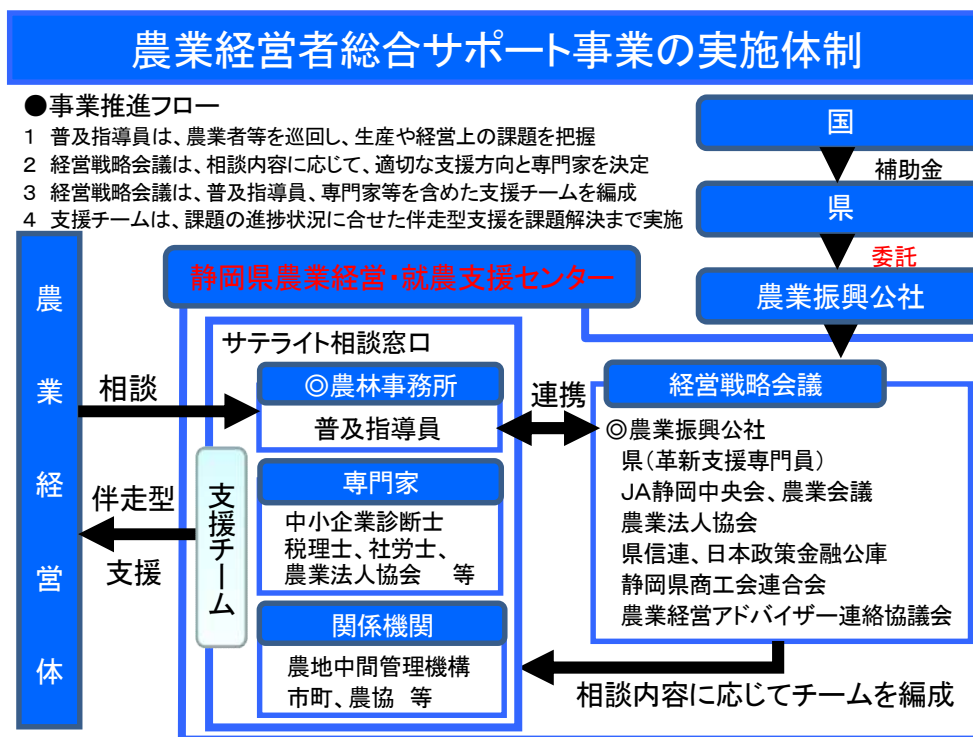 農業経営者総合サポート事業の実施体制
●事業推進フロー
1 普及指導員は、農業者等を巡回し、生産や経営上の課題を把握
2 経営戦略会議は、相談内容に応じて、適切な支援方向と専門家を決定
3 経営戦略会議は、普及指導員、専門家等を含めた支援チームを編成
4 支援チームは、課題の進捗状況に合せた伴走型支援を課題解決まで実施
国
補助金
県
委託
農業振興公社
農業経営体
静岡県農業経営・就農支援センター
サテライト相談窓口
相談
◎農林事務所
普及指導員
連携
伴走型
支援
支援チーム
専門家
中小企業診断士
税理士、社労士、
農業法人協会 等
関係機関
農地中間管理機構
市町、農協 等
経営戦略会議
◎農業振興公社
県(革新支援専門員)
JA静岡中央会、農業会議
農業法人協会
県信連、日本政策金融公庫
静岡県商工会連合会
農業経営アドバイザー連絡協議会
相談内容に応じてチームを編成